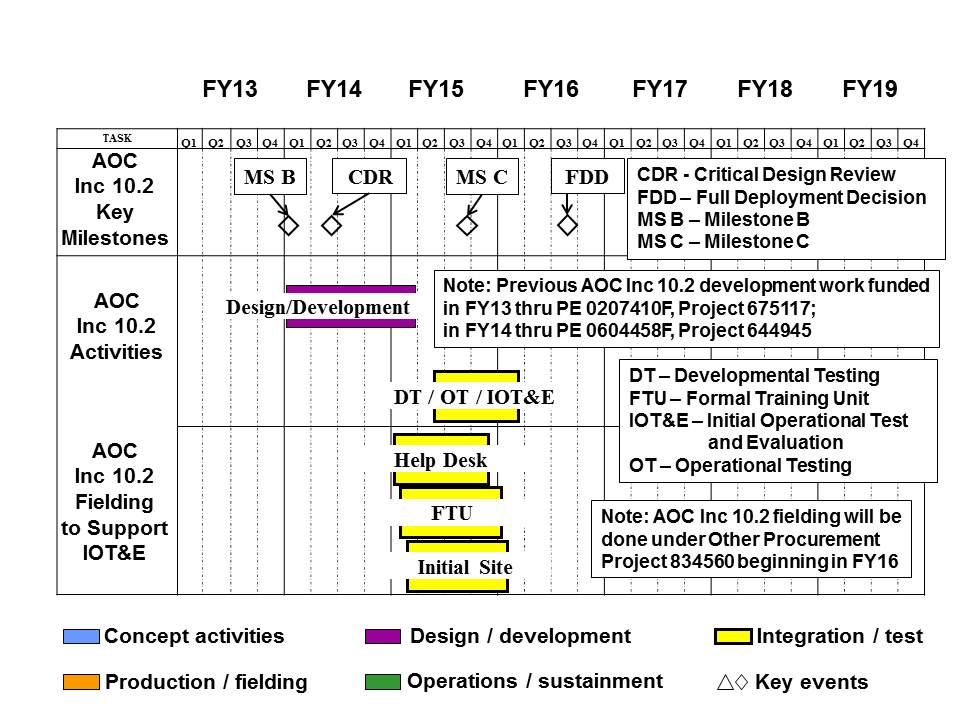 FY13 FY14 FY15 FY16 FY17 FY18 FY19
TASK Q1 Q2 Q3 Q4 Q1 Q2 Q3 Q4 Q1 Q2 Q3 Q4 Q1 Q2 Q3 Q4 Q1 Q2 Q3 Q4 Q1 Q2 Q3 Q4 Q1 Q2 Q3 Q4
AOC
Inc 10.2
Key
Milestones
MS B CDR MS C FDD
CDR - Critical Design Review
FDD – Full Deployment Decision
MS B – Milestone B
MS C – Milestone C
AOC
Inc 10.2
Activities
Design/Development
Note: Previous AOC Inc 10.2 development work funded
in FY13 thru PE 0207410F, Project 675117;
in FY14 thru PE 0604458F, Project 644945
DT / OT / IOT&E
DT – Developmental Testing
FTU – Formal Training Unit
IOT&E – Initial Operational Test
and Evaluation
OT – Operational Testing
AOC
Inc 10.2
Fielding
to Support
IOT&E
Help Desk
FTU
Initial Site
Note: AOC Inc 10.2 fielding will be
done under Other Procurement
Project 834560 beginning in FY16
Concept activities Design / development Integration / test
Production / fielding Operations / sustainment Key events